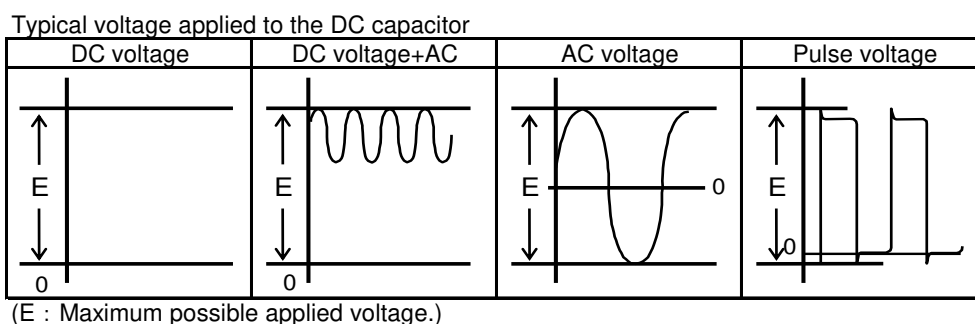 Typical voltage applied to the DC capacitor
DC voltage DC voltage+AC AC voltage Pulse voltage
E E E E
0 0 0 0
(E : Maximum possible applied voltage.)